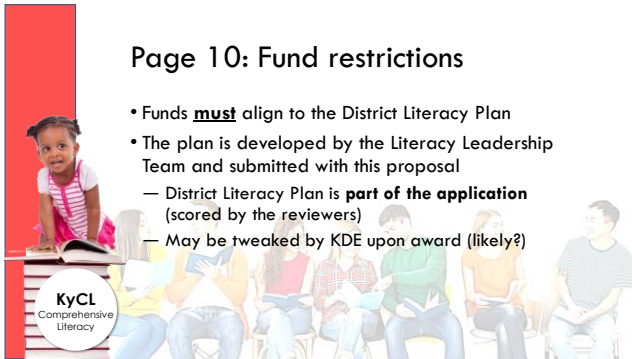 Page 10: Fund restrictions
• Funds must align to the District Literacy Plan
• The plan is developed by the Literacy Leadership
Team and submitted with this proposal
— District Literacy Plan is part of the application
(scored by the reviewers)
— May be tweaked by KDE upon award (likely?)
KyCL
Comprehensive
Literacy